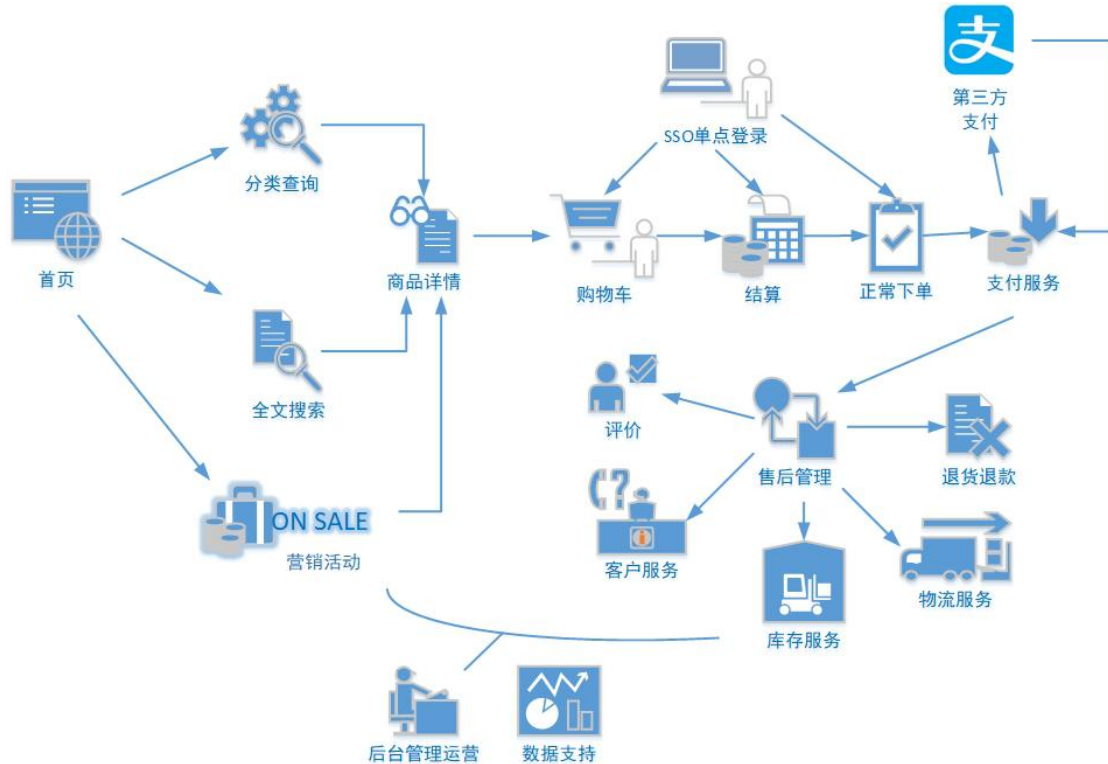 支
第三方
支付
SSO单点登录
分类查询
首页
商品详情
购物车
结算
正常下单
支付服务
全文搜索
评价
售后管理
退货退款
ON SALE
营销活动
客户服务
物流服务
库存服务
后台管理运营
数据支持